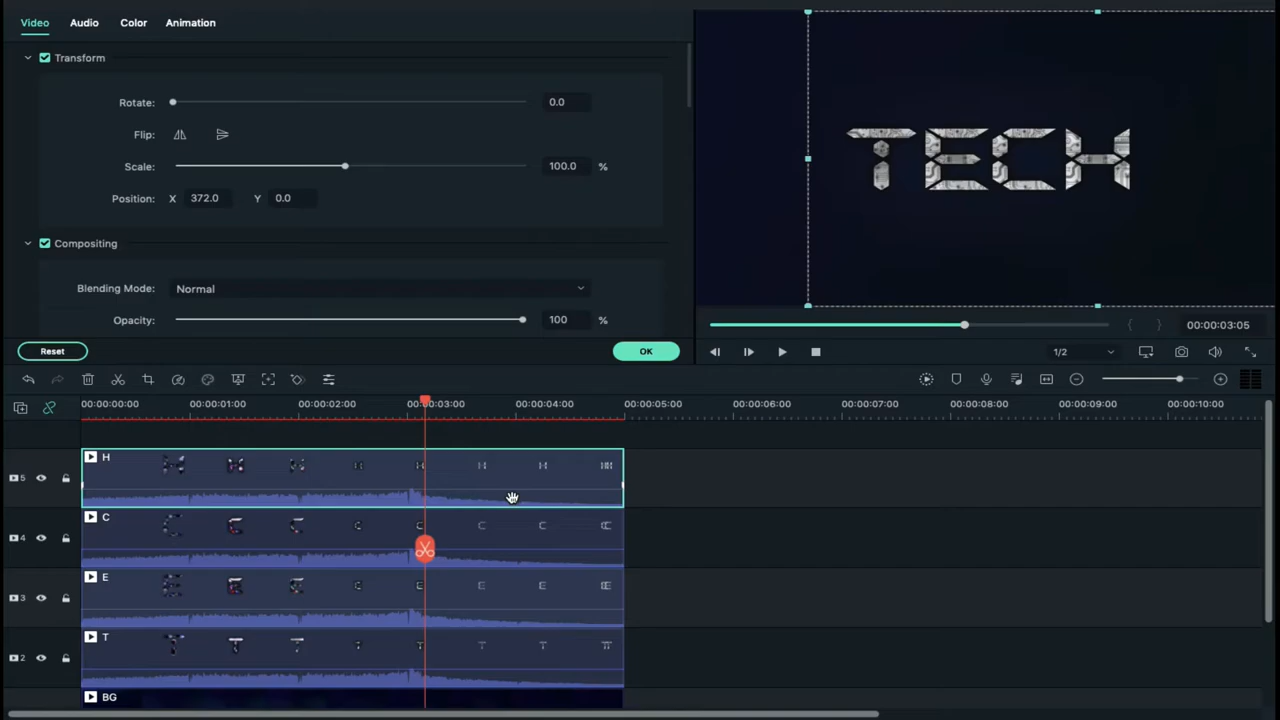 Video Audio Color Animation
Transform
Rotate: 0.0
Flip:
Scale: 100.0 %
Position: X 372.0 Y 0.0
Compositing
Blending Mode: Normal
Opacity: 100 %
Reset OK
TECH
00:00:03:05
1/2
00:00:00:00 00:00:01:00 00:00:02:00 00:00:03:00 00:00:04:00 00:00:05:00 00:00:06:00 00:00:07:00 00:00:08:00 00:00:09:00 00:00:10:00
5 H
4 C
3 E
2 T
BG